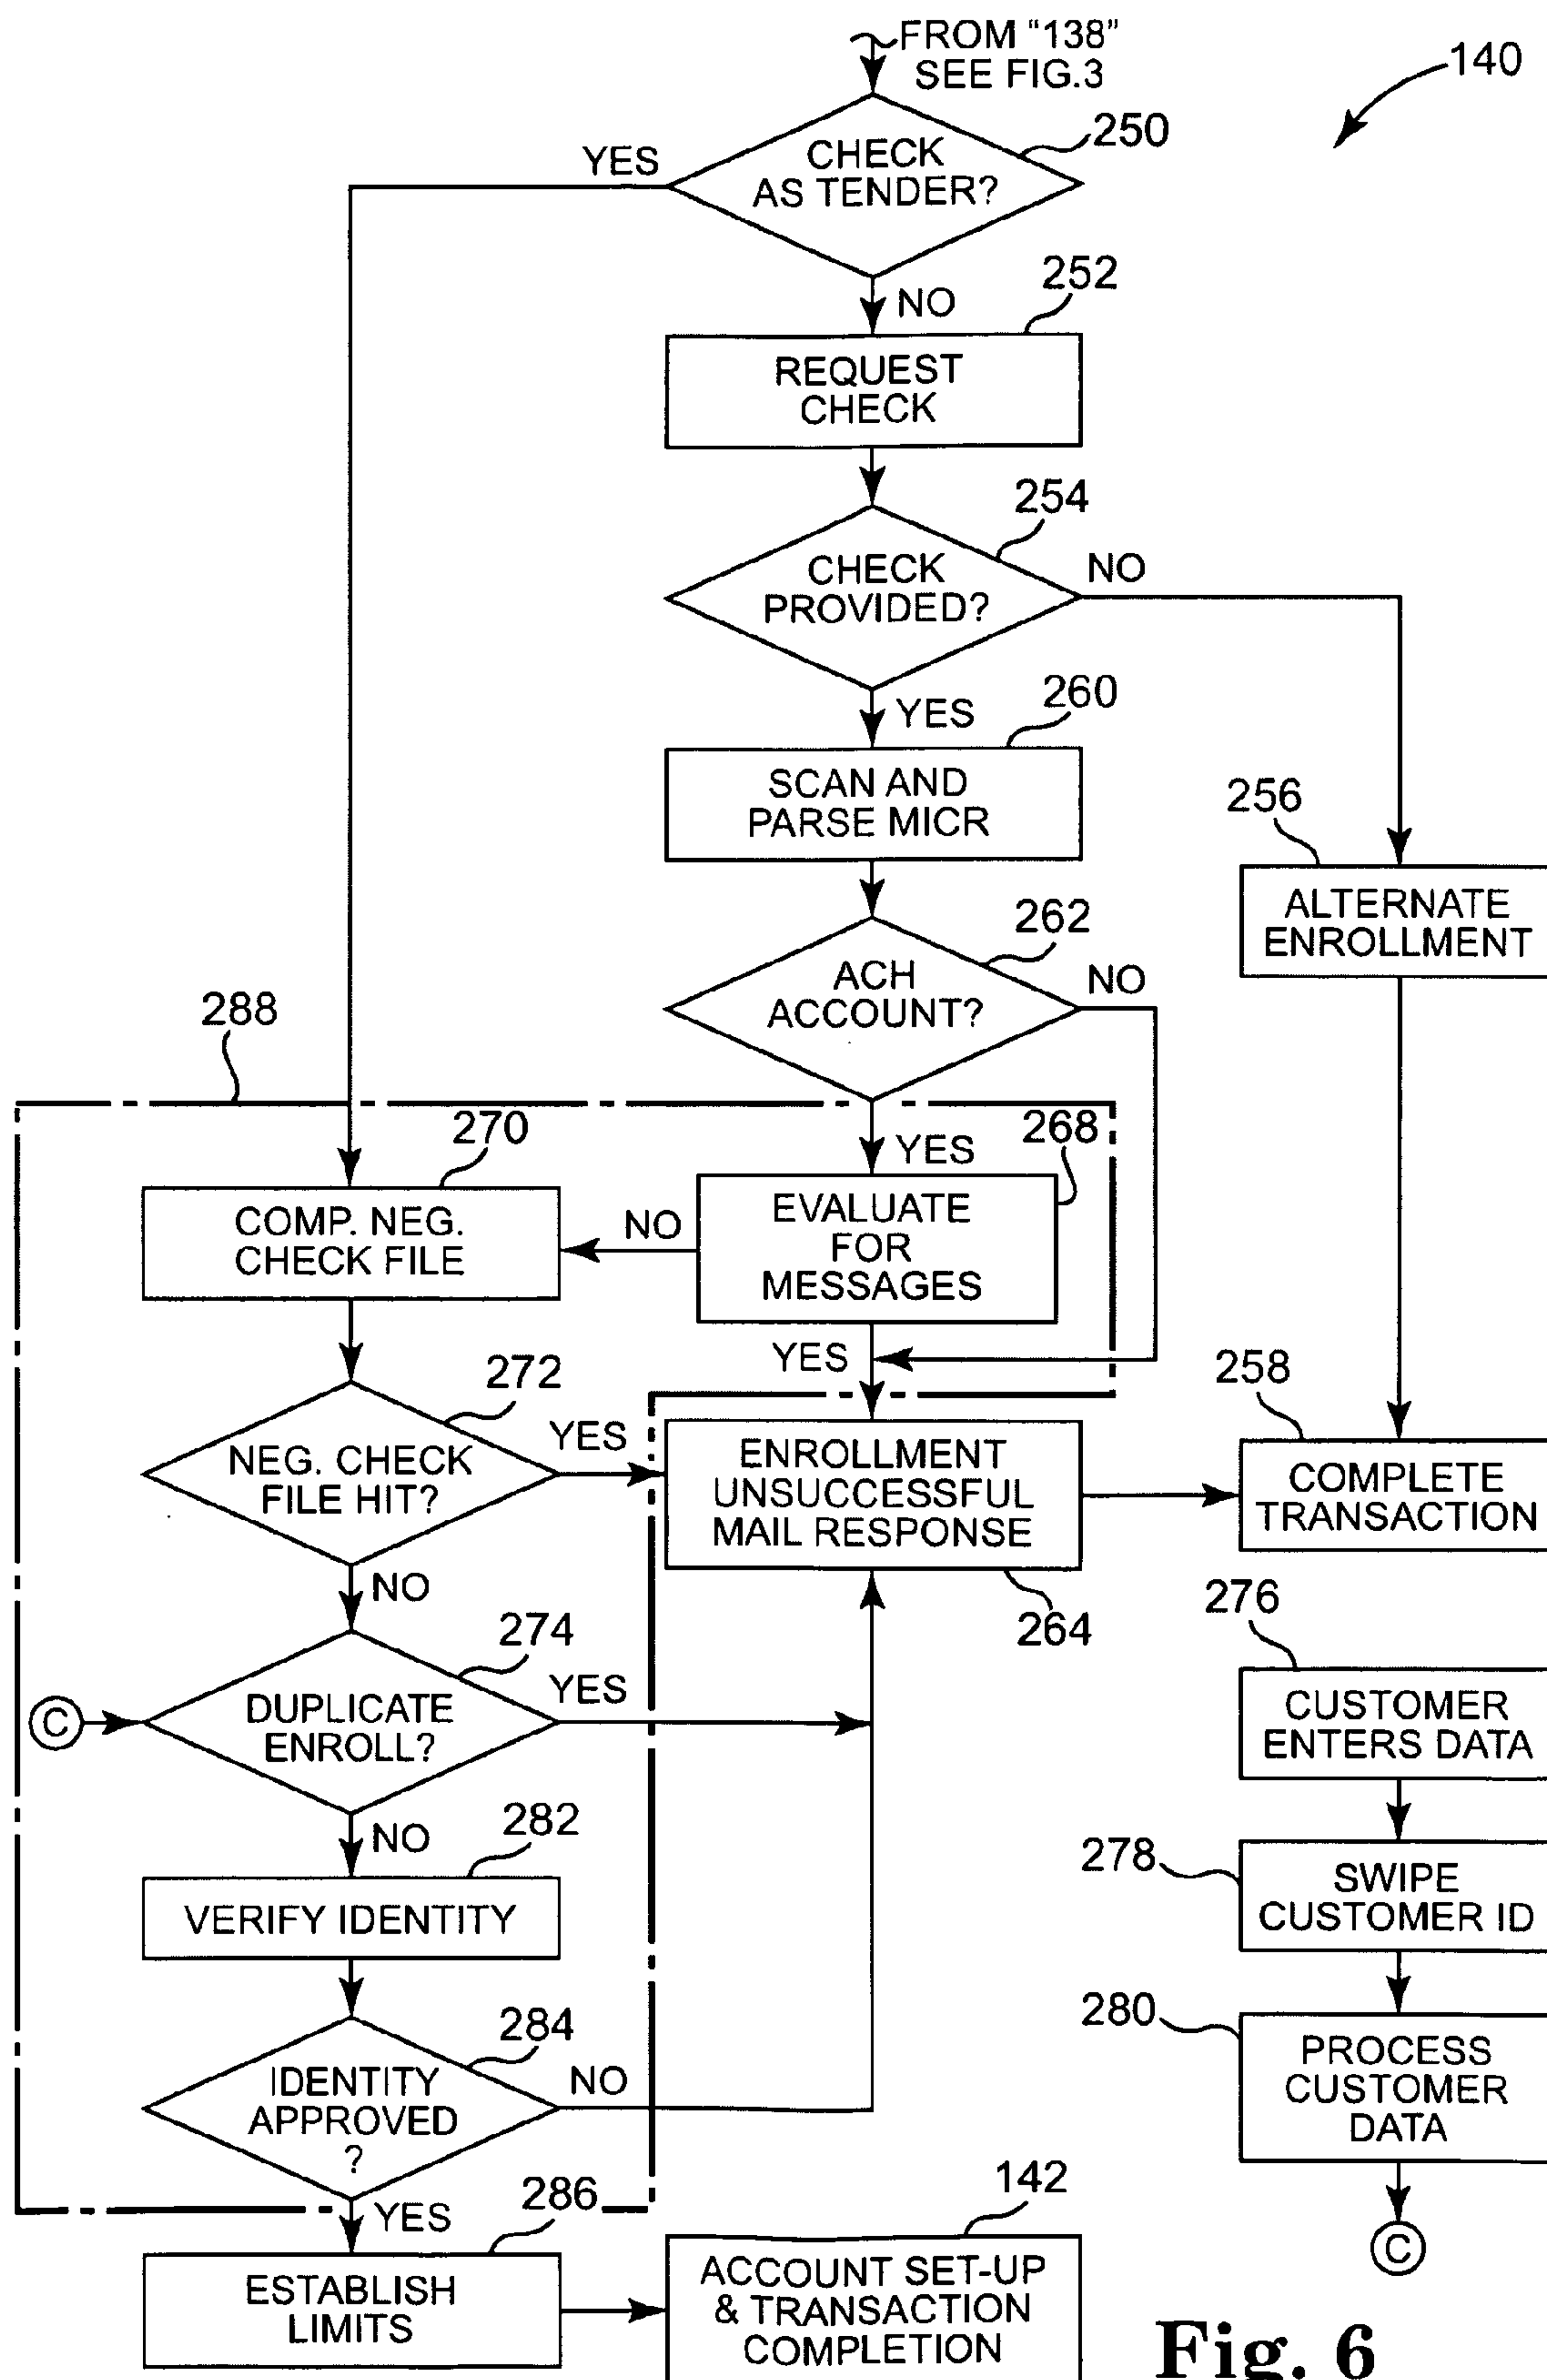 FROM "138"
SEE FIG.3
140
250
YES
CHECK
AS TENDER?
252
NO
REQUEST
CHECK
254
NO
CHECK
PROVIDED?
260
YES
SCAN AND
PARSE MICR
256
ALTERNATE
ENROLLMENT
262
NO
ACH
ACCOUNT?
288
270
268
YES
COMP. NEG.
CHECK FILE
NO
EVALUATE
FOR
MESSAGES
YES
272
258
YES
NEG. CHECK
FILE HIT?
ENROLLMENT
UNSUCCESSFUL
MAIL RESPONSE
COMPLETE
TRANSACTION
NO
264
276
274
YES
C
DUPLICATE
ENROLL?
CUSTOMER
ENTERS DATA
282
NO
278
VERIFY IDENTITY
SWIPE
CUSTOMER ID
284
280
NO
IDENTITY
APPROVED
?
PROCESS
CUSTOMER
DATA
142
286
YES
C
ESTABLISH
LIMITS
ACCOUNT SET-UP
& TRANSACTION
COMPLETION
Fig. 6